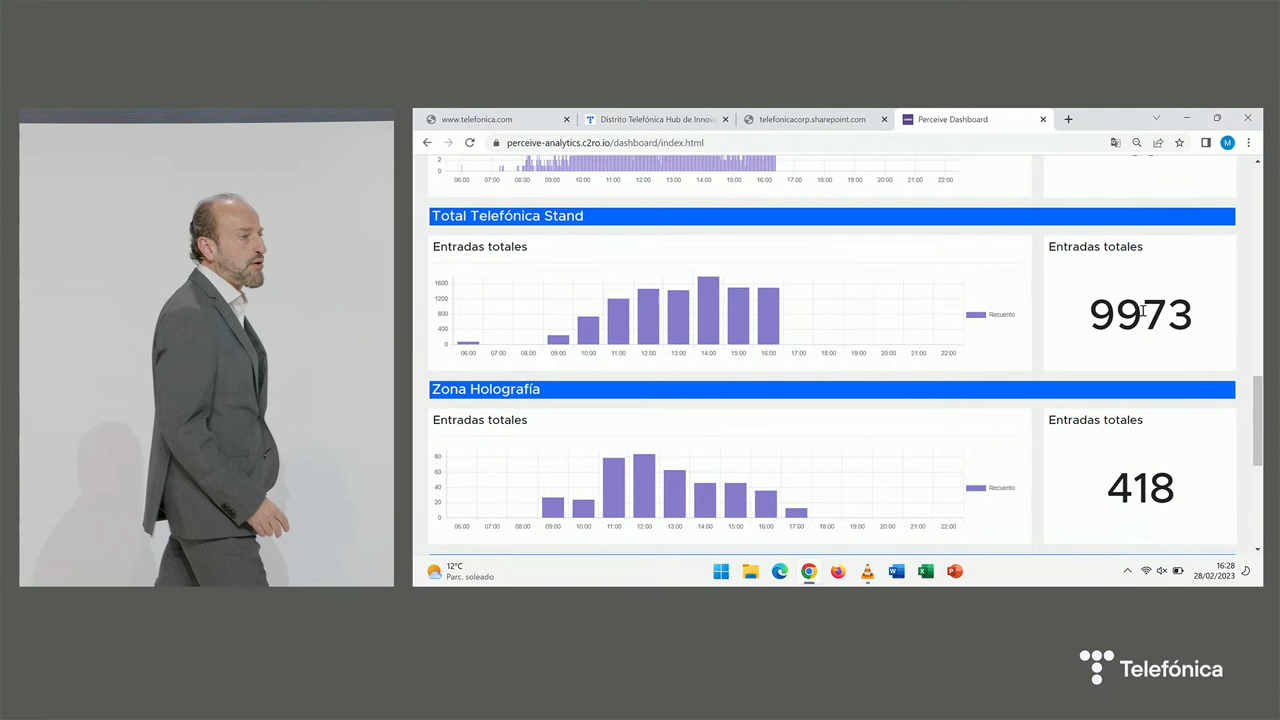 www.telefonica.com
Distrito Telefónica Hub de Innov
telefonicacorp.sharepoint.com
Perceive Dashboard
perceive-analytics.c2ro.io/dashboard/index.html
M
2
0
06:00 07:00 08:00 09:00 10:00 11:00 12:00 13:00 14:00 15:00 16:00 17:00 18:00 19:00 20:00 21:00 22:00
Total Telefónica Stand
Entradas totales
Entradas totales
1600
1200
800
400
0
Recuento
9973
06:00 07:00 09:00 10:00 11:00 12:00 13:00 14:00 15:00 16:00 17:00 18:00 19:00 20:00 21:00 22:00
Zona Holografía
Entradas totales
Entradas totales
80
60
40
20
0
Recuento
418
06:00 07:00 08:00 09:00 10:00 11:00 12:00 13:00 14:00 15:00 16:00 17:00 18:00 19:00 20:00 21:00 22:00
12°C
Parc. soleado
16:28
28/02/2023
Telefónica